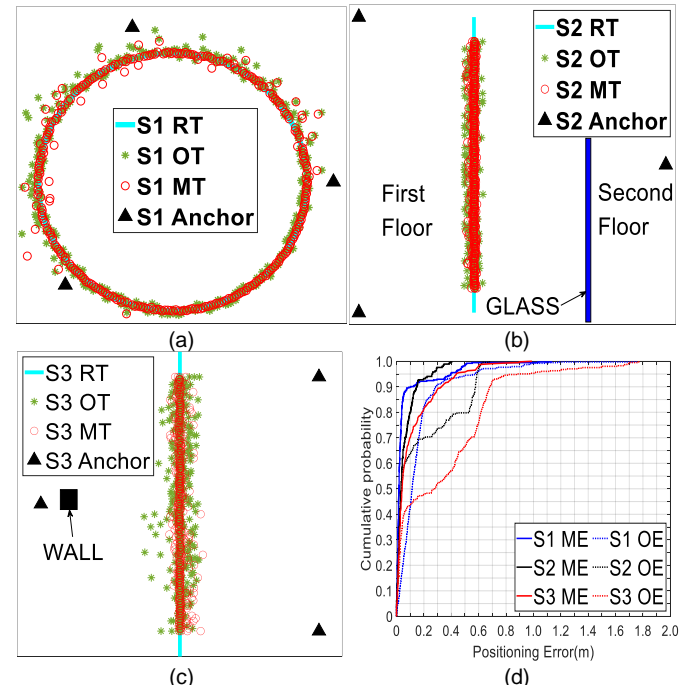 S1 RT
S1 OT
S1 MT
S1 Anchor
(a)
S2 RT
S2 OT
S2 MT
S2 Anchor
First
Floor
Second
Floor
GLASS
(b)
S3 RT
S3 OT
S3 MT
S3 Anchor
WALL
(c)
Cumulative probability
1.0
0.9
0.8
0.7
0.6
0.5
0.4
0.3
0.2
0.1
0
S1 ME S1 OE
S2 ME S2 OE
S3 ME S3 OE
0 0.2 0.4 0.6 0.8 1.0 1.2 1.4 1.6 1.8 2.0
Positioning Error(m)
(d)